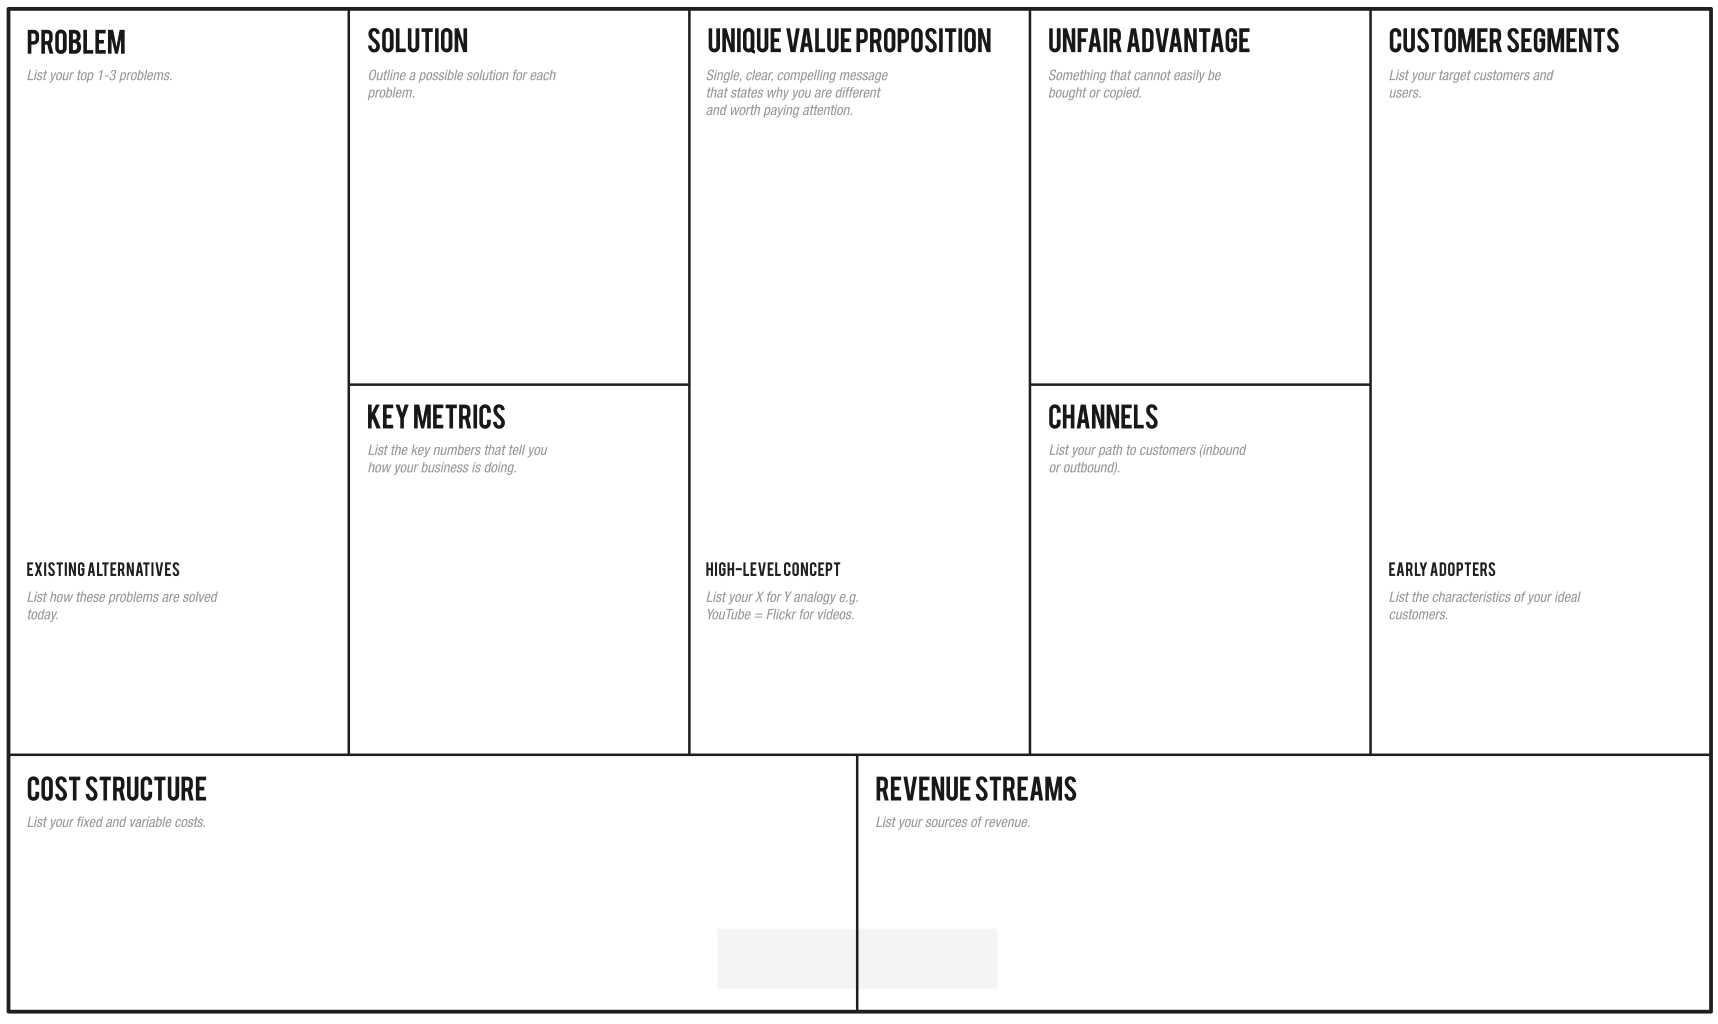 PROBLEM
List your top 1-3 problems.
EXISTING ALTERNATIVES
List how these problems are solved
today.
SOLUTION
Outline a possible solution for each
problem.
KEY METRICS
List the key numbers that tell you
how your business is doing.
UNIQUE VALUE PROPOSITION
Single, clear, compelling message
that states why you are different
and worth paying attention.
HIGH-LEVEL CONCEPT
List your X for Y analogy e.g.
YouTube = Flickr for videos.
UNFAIR ADVANTAGE
Something that cannot easily be
bought or copied.
CHANNELS
List your path to customers (inbound
or outbound).
CUSTOMER SEGMENTS
List your target customers and
users.
EARLY ADOPTERS
List the characteristics of your ideal
customers.
COST STRUCTURE
List your fixed and variable costs.
REVENUE STREAMS
List your sources of revenue.